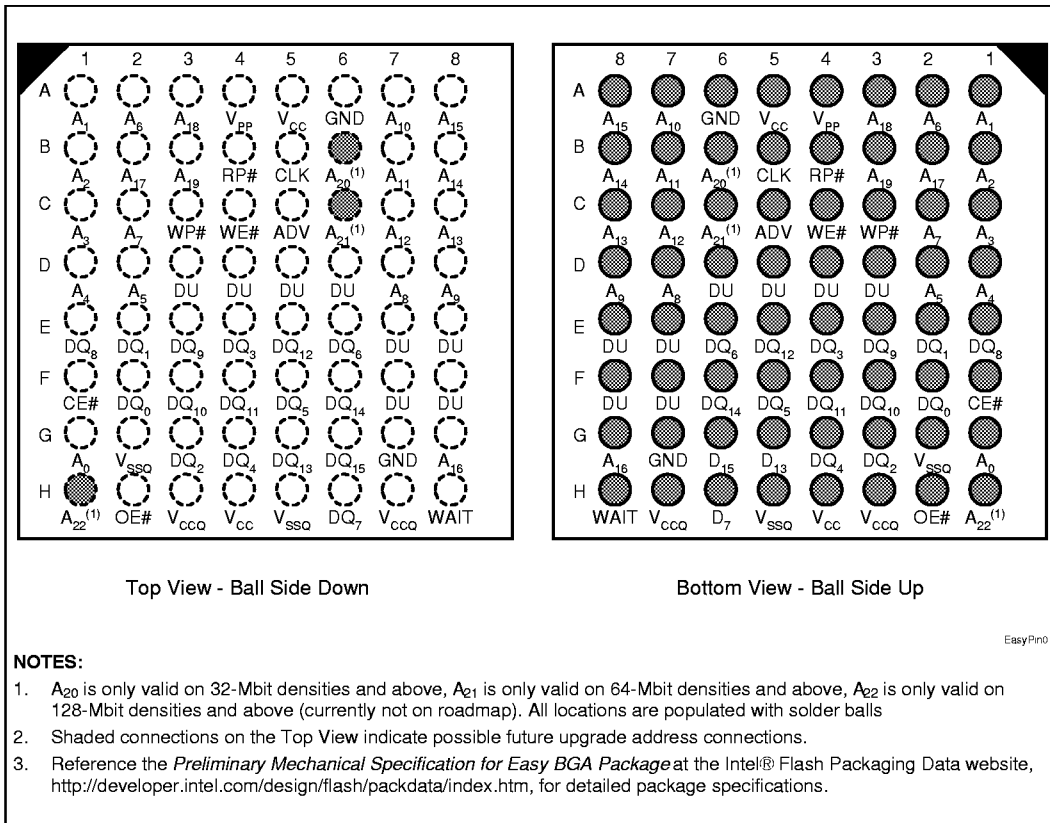 1 2 3 4 5 6 7 8
A
A1 A6 A18 VPP VCC GND A10 A15
B
A2 A17 A19 RP# CLK A20(1) A11 A14
C
A3 A7 WP# WE# ADV A21(1) A12 A13
D
A4 A5 DU DU DU DU A8 A9
E
DQ8 DQ1 DQ9 DQ3 DQ12 DQ6 DU DU
F
CE# DQ0 DQ10 DQ11 DQ5 DQ14 DU DU
G
A0 VSSQ DQ2 DQ4 DQ13 DQ15 GND A16
H
A22(1) OE# VCCQ VCC VSSQ DQ7 VCCQ WAIT
Top View - Ball Side Down
8 7 6 5 4 3 2 1
A
A15 A10 GND VCC VPP A18 A6 A1
B
A14 A11 A20(1) CLK RP# A19 A17 A2
C
A13 A12 A21(1) ADV WE# WP# A7 A3
D
A9 A8 DU DU DU DU A5 A4
E
DU DU DQ6 DQ12 DQ3 DQ9 DQ1 DQ8
F
DU DU DQ14 DQ5 DQ11 DQ10 DQ0 CE#
G
A16 GND D15 D13 DQ4 DQ2 VSSQ A0
H
WAIT VCCQ D7 VSSQ VCC VCCQ OE# A22(1)
Bottom View - Ball Side Up
EasyPin0
NOTES:
1. A20 is only valid on 32-Mbit densities and above, A21 is only valid on 64-Mbit densities and above, A22 is only valid on
128-Mbit densities and above (currently not on roadmap). All locations are populated with solder balls
2. Shaded connections on the Top View indicate possible future upgrade address connections.
3. Reference the Preliminary Mechanical Specification for Easy BGA Package at the Intel® Flash Packaging Data website,
http://developer.intel.com/design/flash/packdata/index.htm, for detailed package specifications.